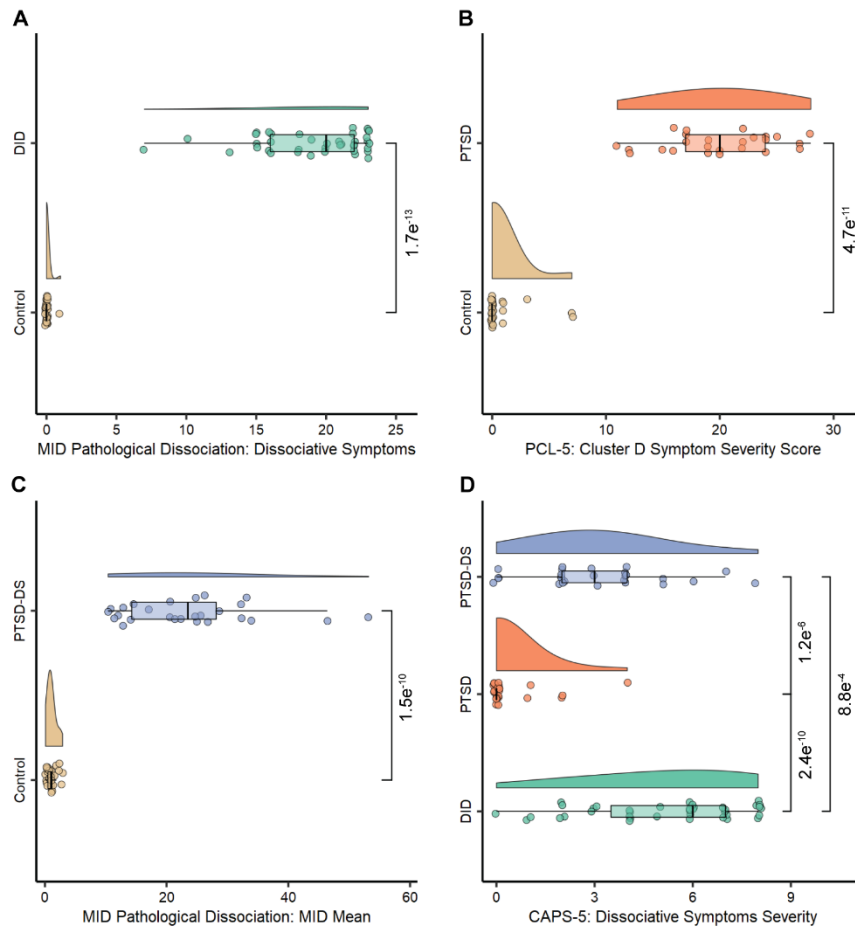 A
DID
Control
1.7e-13
0 5 10 15 20 25
MID Pathological Dissociation: Dissociative Symptoms
B
PTSD
Control
4.7e-11
0 10 20 30
PCL-5: Cluster D Symptom Severity Score
C
PTSD-DS
Control
1.5e-10
0 20 40 60
MID Pathological Dissociation: MID Mean
D
PTSD-DS
PTSD
DID
1.2e-6
2.4e-10
8.8e-4
0 3 6 9
CAPS-5: Dissociative Symptoms Severity